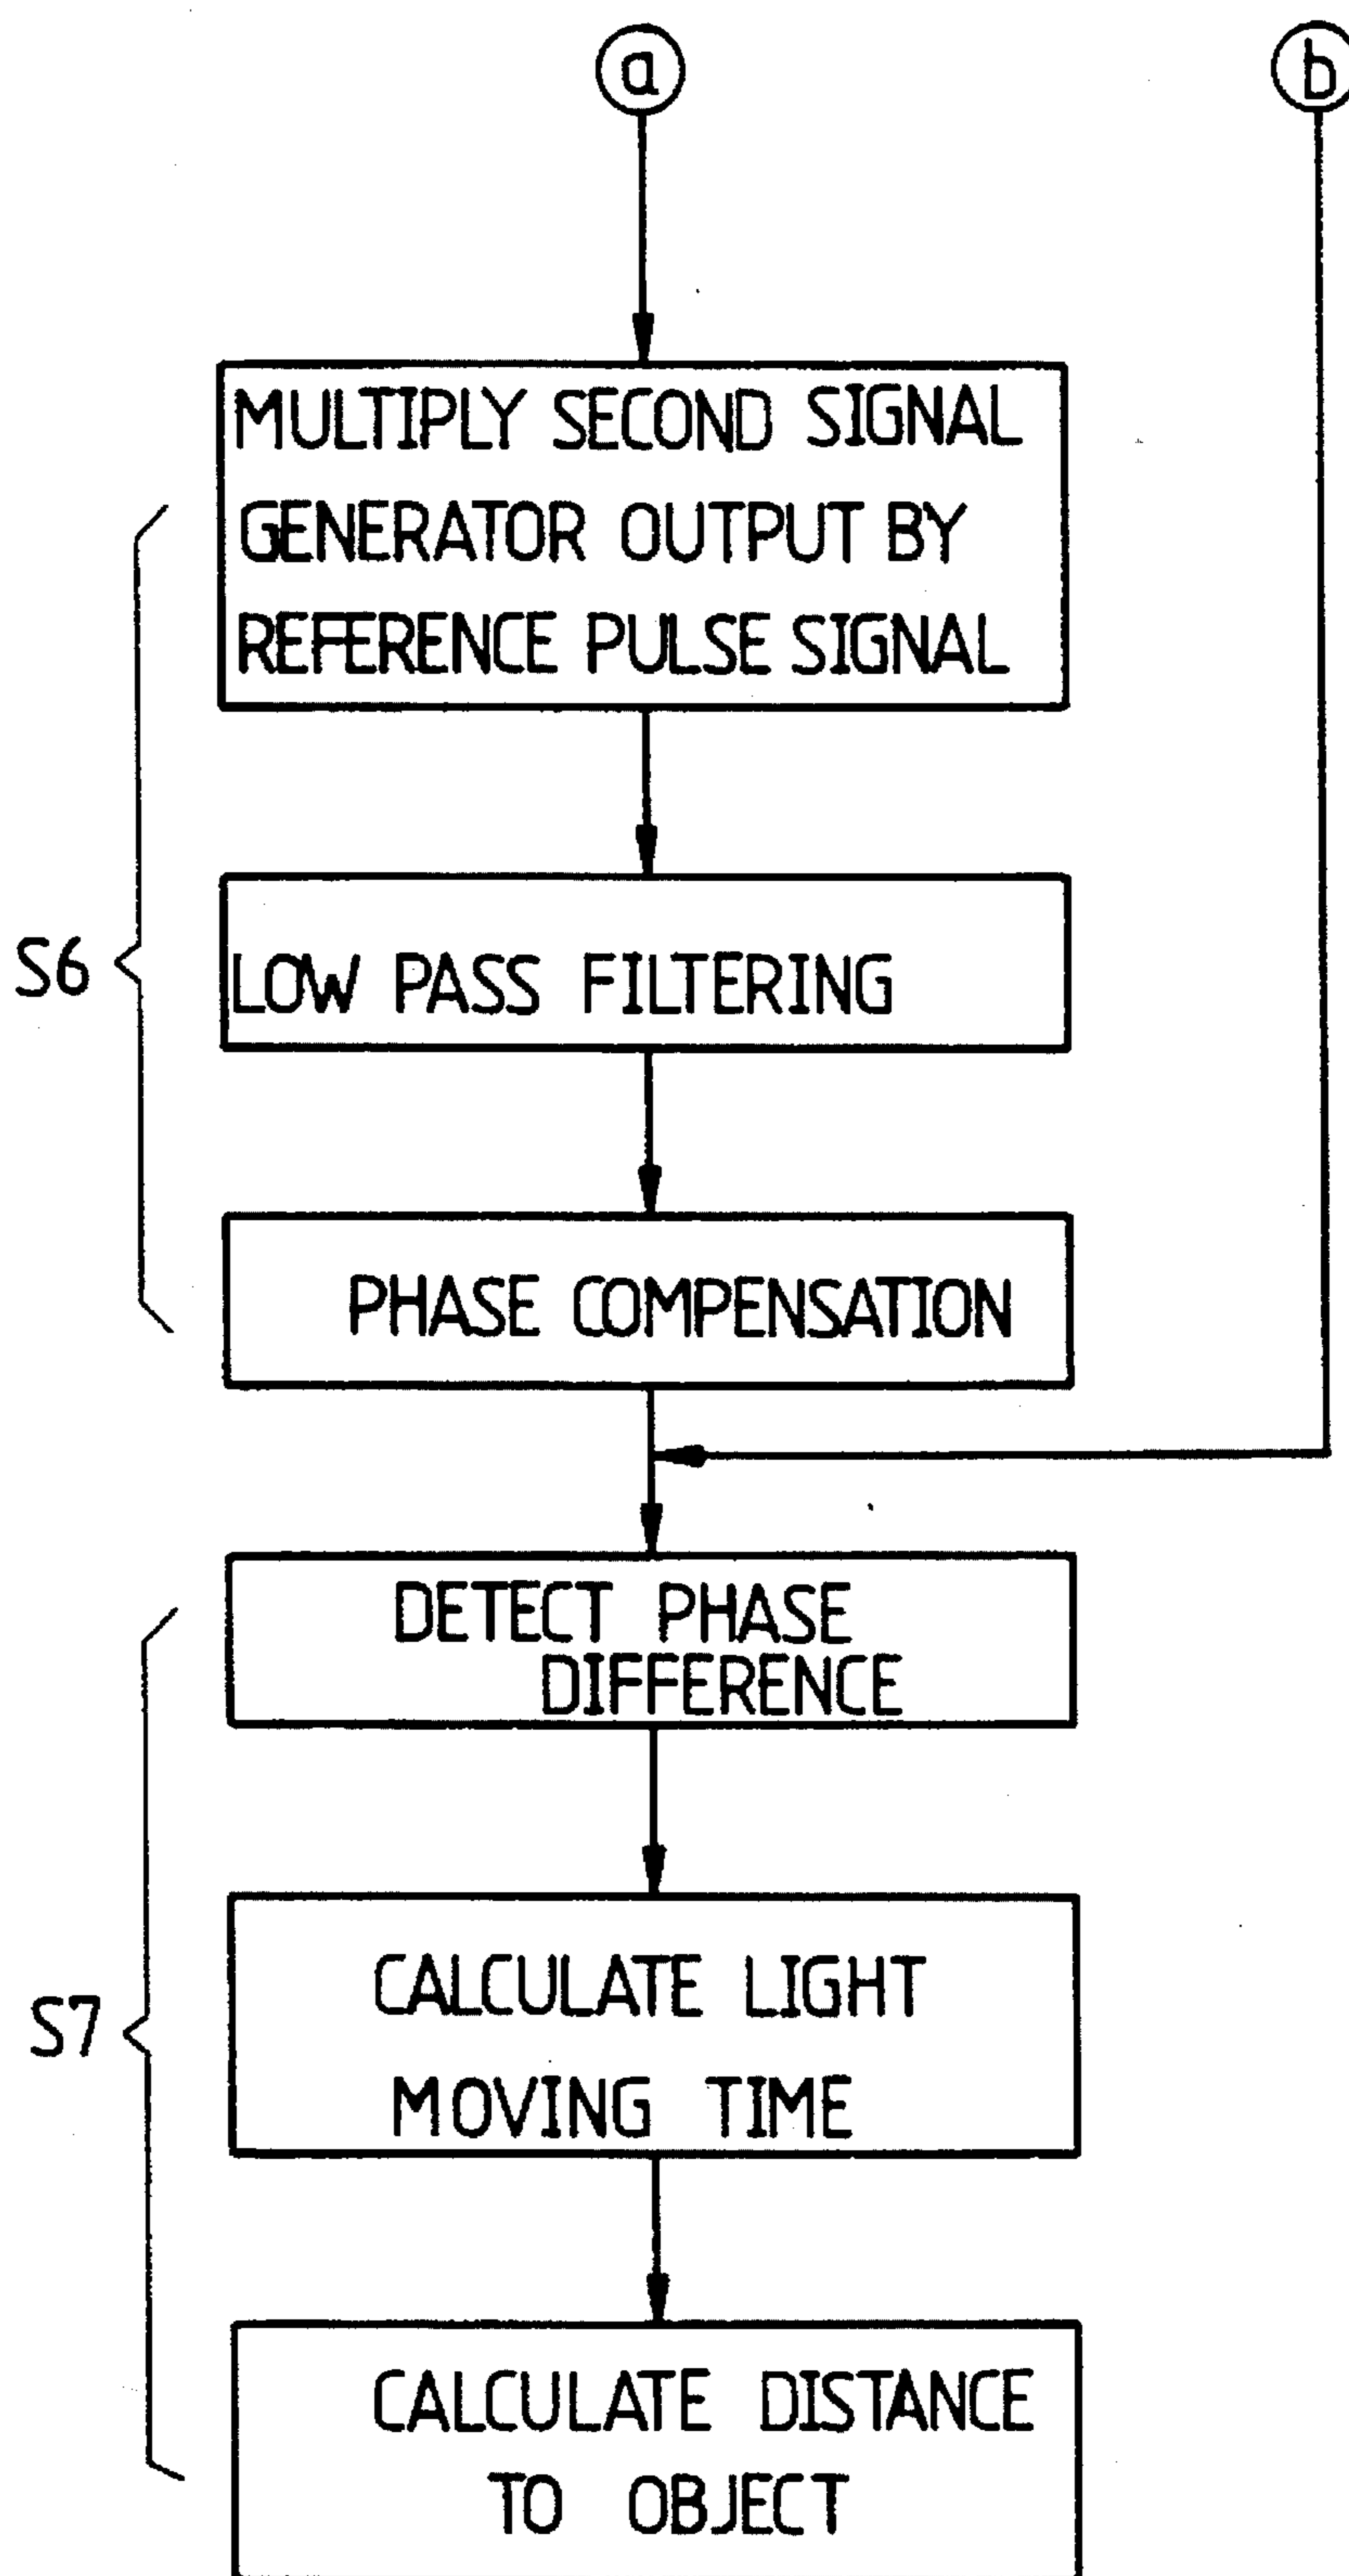 a
b
MULTIPLY SECOND SIGNAL
GENERATOR OUTPUT BY
REFERENCE PULSE SIGNAL
S6
LOW PASS FILTERING
PHASE COMPENSATION
DETECT PHASE
DIFFERENCE
S7
CALCULATE LIGHT
MOVING TIME
CALCULATE DISTANCE
TO OBJECT